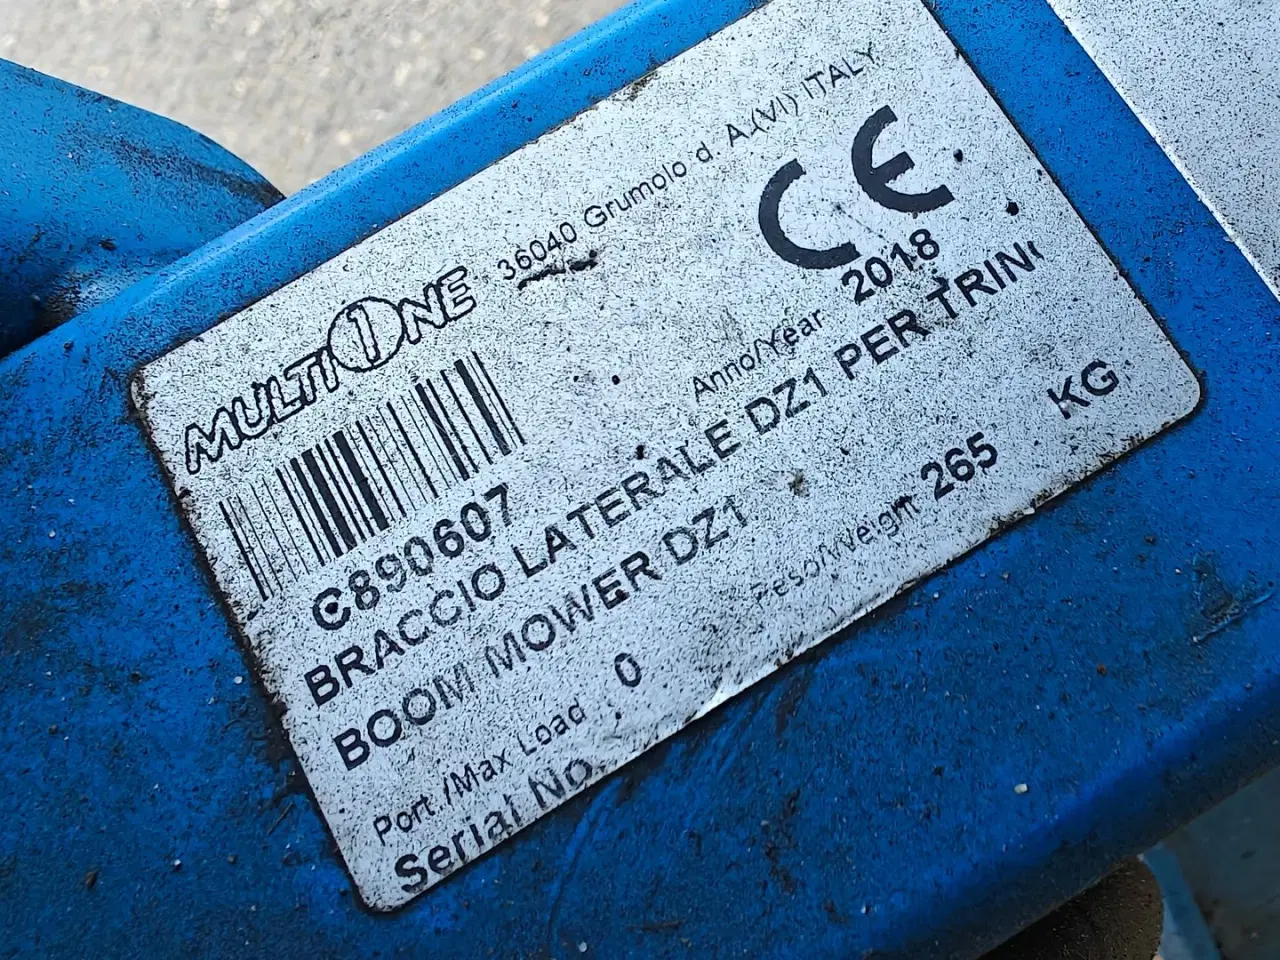 MULTIONE 36040 Grumolo d. A.(VI) ITALY
CE
Anno/Year 2018
C890607
BRACCIO LATERALE DZ1 PER
BOOM MOWER DZ1
Port./Max Load 0 Peso/Weight 265 KG
Serial No.